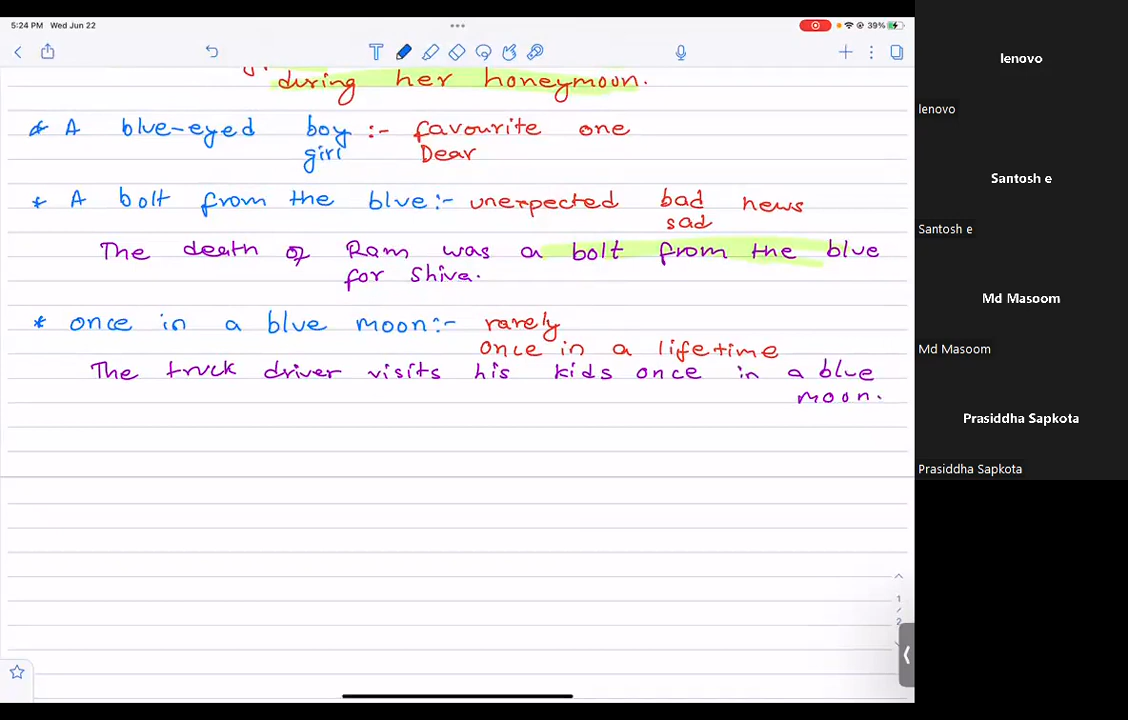 5:24 PM Wed Jun 22
39%
during her honeymoon.
* A blue-eyed boy :- favourite one
girl Dear
* A bolt from the blue:- unexpected bad news
sad
The death of Ram was a bolt from the blue
for Shiva.
* once in a blue moon:- rarely
once in a lifetime
The truck driver visits his kids once in a blue
moon.
1
/
2
lenovo
lenovo
Santosh e
Santosh e
Md Masoom
Md Masoom
Prasiddha Sapkota
Prasiddha Sapkota